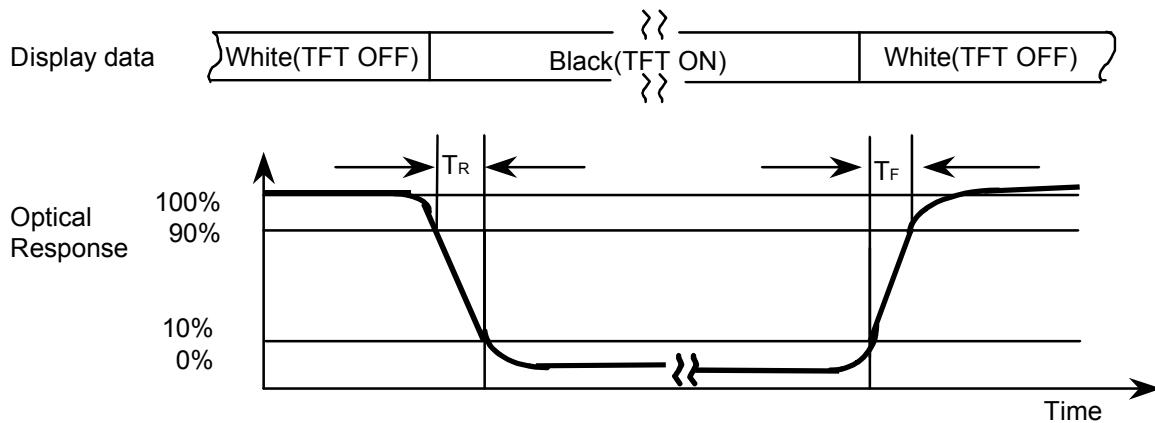 Display data
White(TFT OFF)
Black(TFT ON)
White(TFT OFF)
TR
TF
Optical
Response
100%
90%
10%
0%
Time